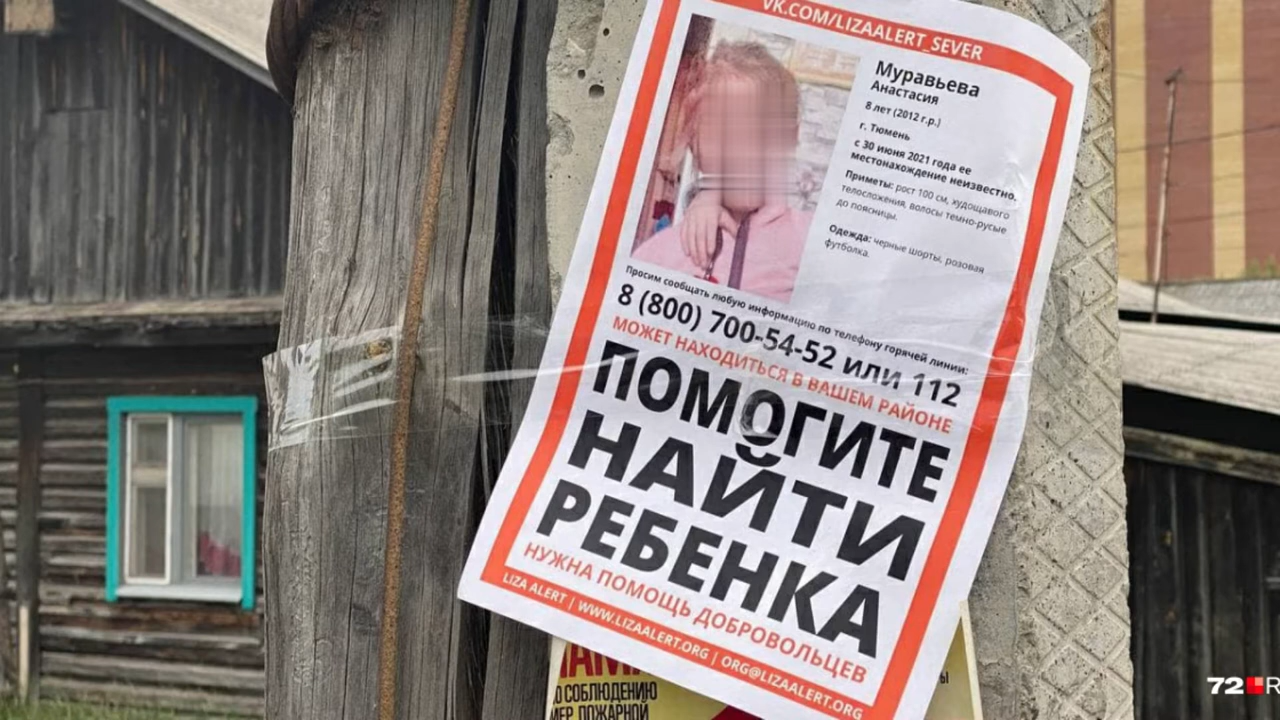 VK.COM/LIZAALERT_SEVER
Муравьева
Анастасия
8 лет (2012 г.р.)
г. Тюмень
с 30 июня 2021 года ее
местонахождение неизвестно.
Приметы: рост 100 см, худощавого
телосложения, волосы темно-русые
до поясницы.
Одежда: черные шорты, розовая
футболка.
Просим сообщать любую информацию по телефону горячей линии:
8 (800) 700-54-52 или 112
МОЖЕТ НАХОДИТЬСЯ В ВАШЕМ РАЙОНЕ
ПОМОГИТЕ
НАЙТИ
РЕБЕНКА
НУЖНА ПОМОЩЬ ДОБРОВОЛЬЦЕВ
LIZA ALERT | WWW.LIZAALERT.ORG | ORG@LIZAALERT.ORG
СОБЛЮДЕНИЮ
ПОЖАРНОЙ
72 R